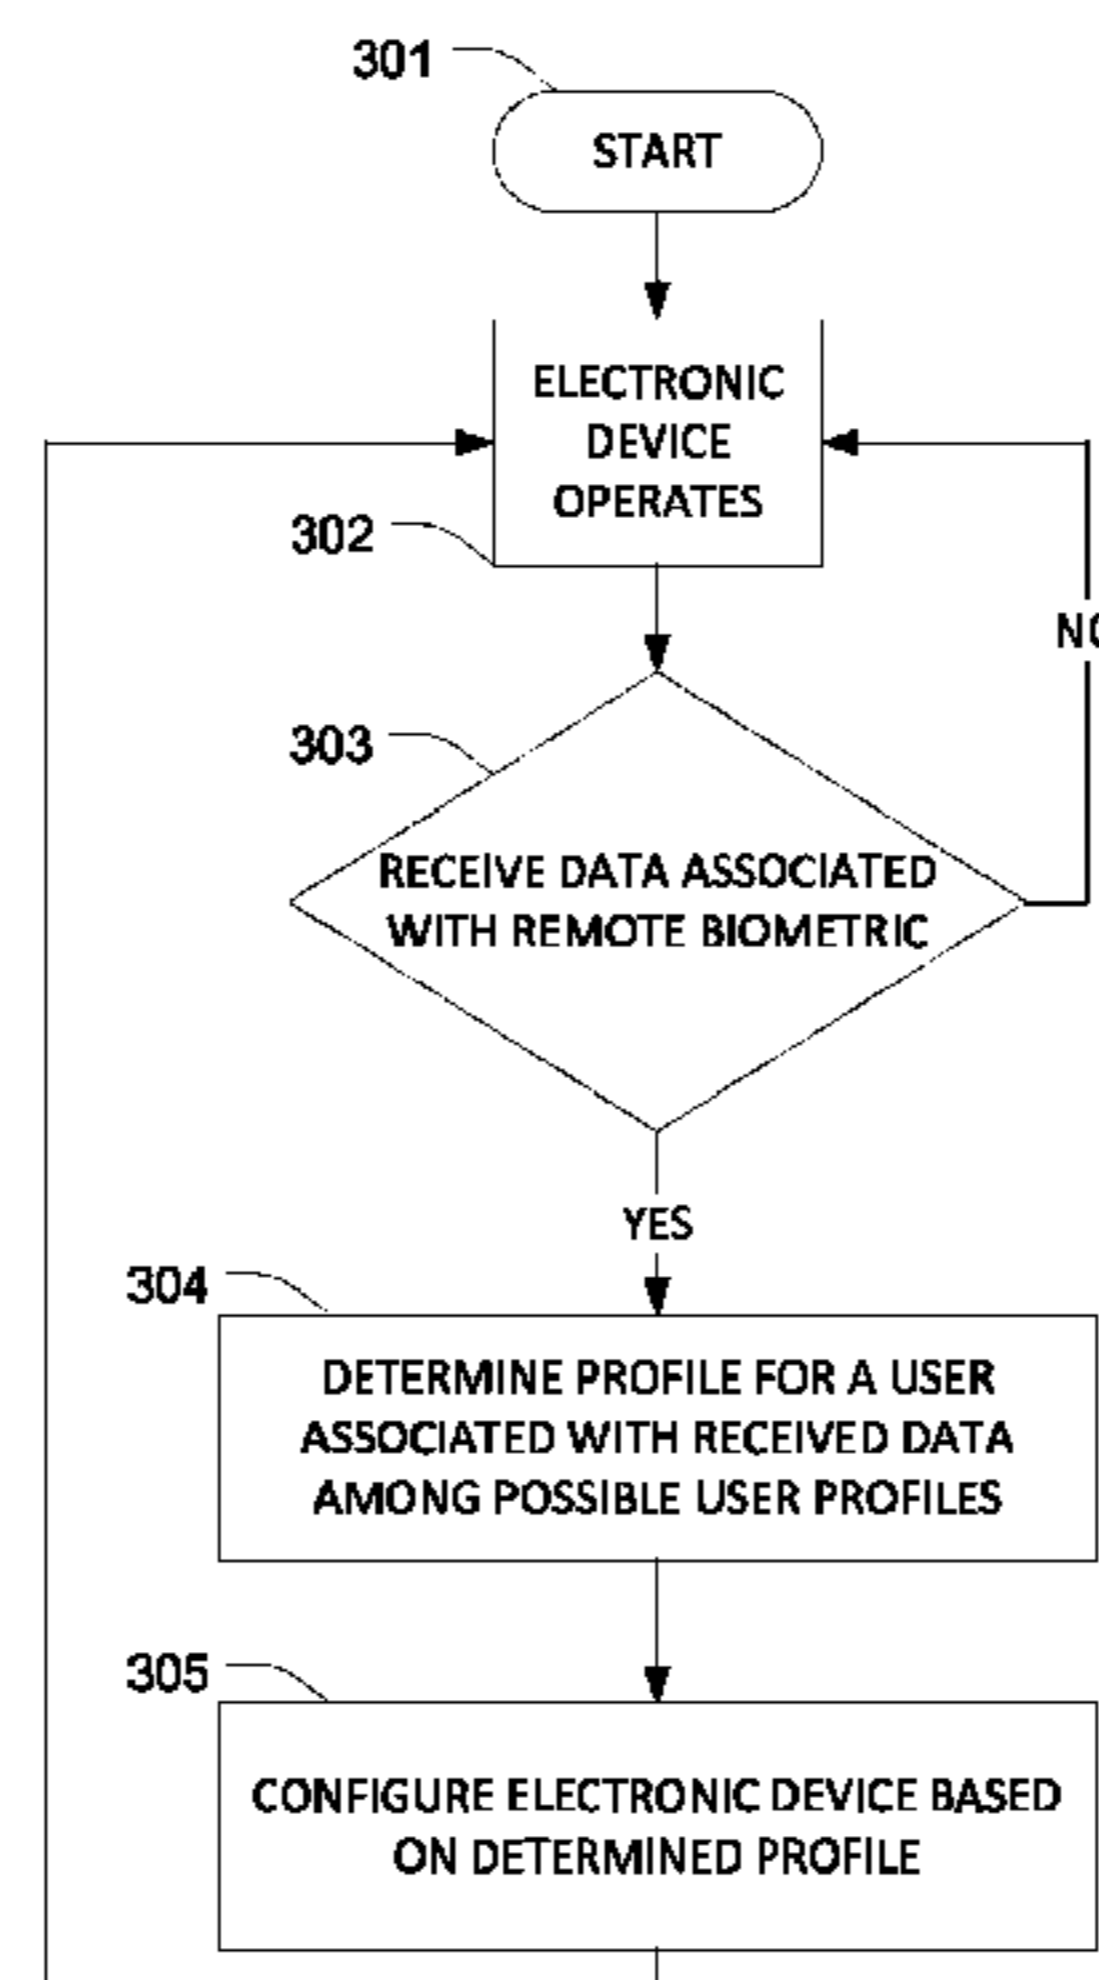 301
START
ELECTRONIC
DEVICE
OPERATES
302
303
RECEIVE DATA ASSOCIATED
WITH REMOTE BIOMETRIC
YES
304
DETERMINE PROFILE FOR A USER
ASSOCIATED WITH RECEIVED DATA
AMONG POSSIBLE USER PROFILES
305
CONFIGURE ELECTRONIC DEVICE BASED
ON DETERMINED PROFILE